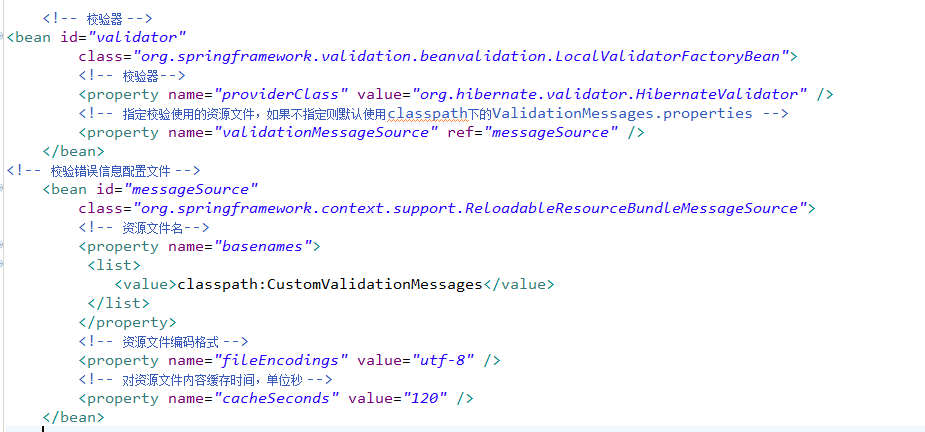 <!-- 校验器 -->
<bean id="validator"
class="org.springframework.validation.beanvalidation.LocalValidatorFactoryBean">
<!-- 校验器-->
<property name="providerClass" value="org.hibernate.validator.HibernateValidator" />
<!-- 指定校验使用的资源文件，如果不指定则默认使用classpath下的ValidationMessages.properties -->
<property name="validationMessageSource" ref="messageSource" />
</bean>
<!-- 校验错误信息配置文件 -->
<bean id="messageSource"
class="org.springframework.context.support.ReloadableResourceBundleMessageSource">
<!-- 资源文件名-->
<property name="basenames">
<list>
<value>classpath:CustomValidationMessages</value>
</list>
</property>
<!-- 资源文件编码格式 -->
<property name="fileEncodings" value="utf-8" />
<!-- 对资源文件内容缓存时间，单位秒 -->
<property name="cacheSeconds" value="120" />
</bean>